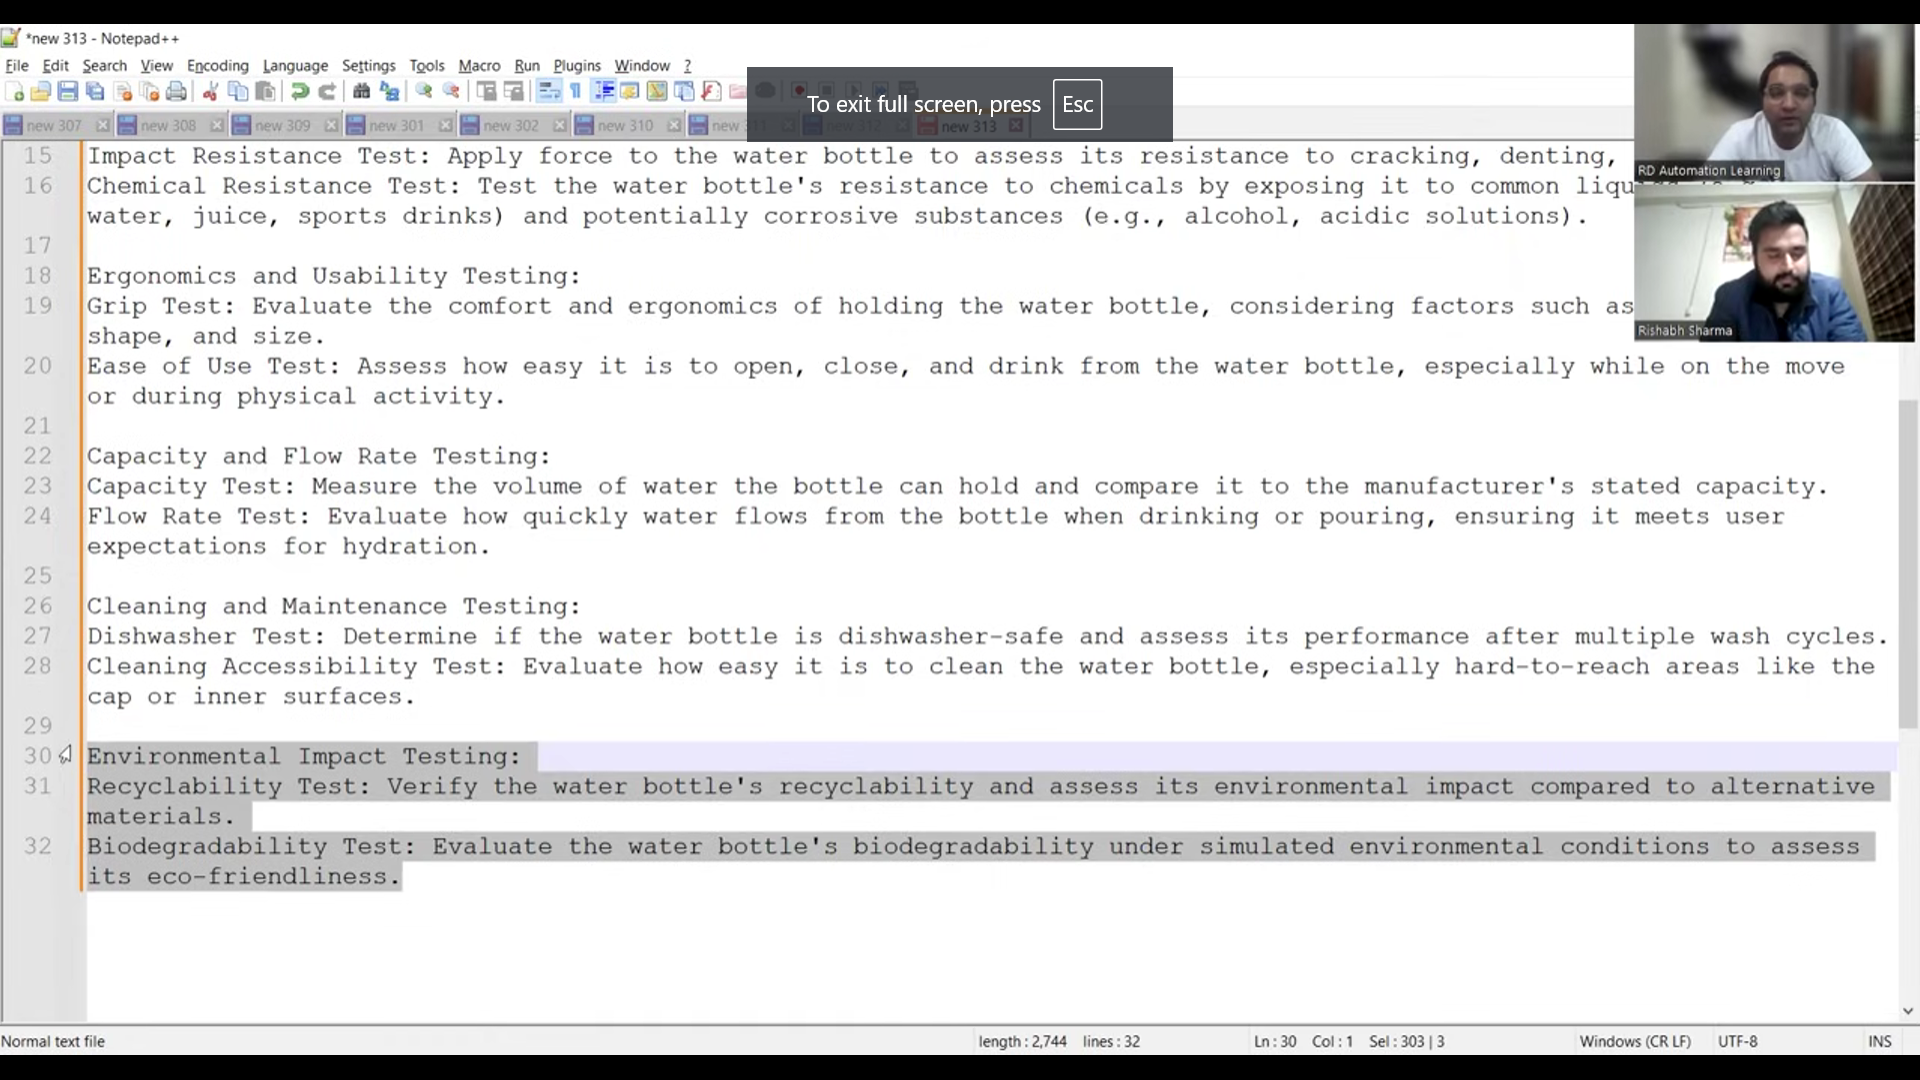 *new 313 - Notepad++
File Edit Search View Encoding Language Settings Tools Macro Run Plugins Window ?
To exit full screen, press Esc
new 307 new 308 new 309 new 301 new 302 new 310 new 311 new 312 new 313
RD Automation Learning
15 Impact Resistance Test: Apply force to the water bottle to assess its resistance to cracking, denting,
16 Chemical Resistance Test: Test the water bottle's resistance to chemicals by exposing it to common
water, juice, sports drinks) and potentially corrosive substances (e.g., alcohol, acidic solutions).
17
18 Ergonomics and Usability Testing:
19 Grip Test: Evaluate the comfort and ergonomics of holding the water bottle, considering factors such as
Rishabh Sharma
shape, and size.
20 Ease of Use Test: Assess how easy it is to open, close, and drink from the water bottle, especially while on the move
or during physical activity.
21
22 Capacity and Flow Rate Testing:
23 Capacity Test: Measure the volume of water the bottle can hold and compare it to the manufacturer's stated capacity.
24 Flow Rate Test: Evaluate how quickly water flows from the bottle when drinking or pouring, ensuring it meets user
expectations for hydration.
25
26 Cleaning and Maintenance Testing:
27 Dishwasher Test: Determine if the water bottle is dishwasher-safe and assess its performance after multiple wash cycles.
28 Cleaning Accessibility Test: Evaluate how easy it is to clean the water bottle, especially hard-to-reach areas like the
cap or inner surfaces.
29
30 Environmental Impact Testing:
31 Recyclability Test: Verify the water bottle's recyclability and assess its environmental impact compared to alternative
materials.
32 Biodegradability Test: Evaluate the water bottle's biodegradability under simulated environmental conditions to assess
its eco-friendliness.
Normal text file length : 2,744 lines : 32 Ln : 30 Col : 1 Sel : 303 | 3 Windows (CR LF) UTF-8 INS